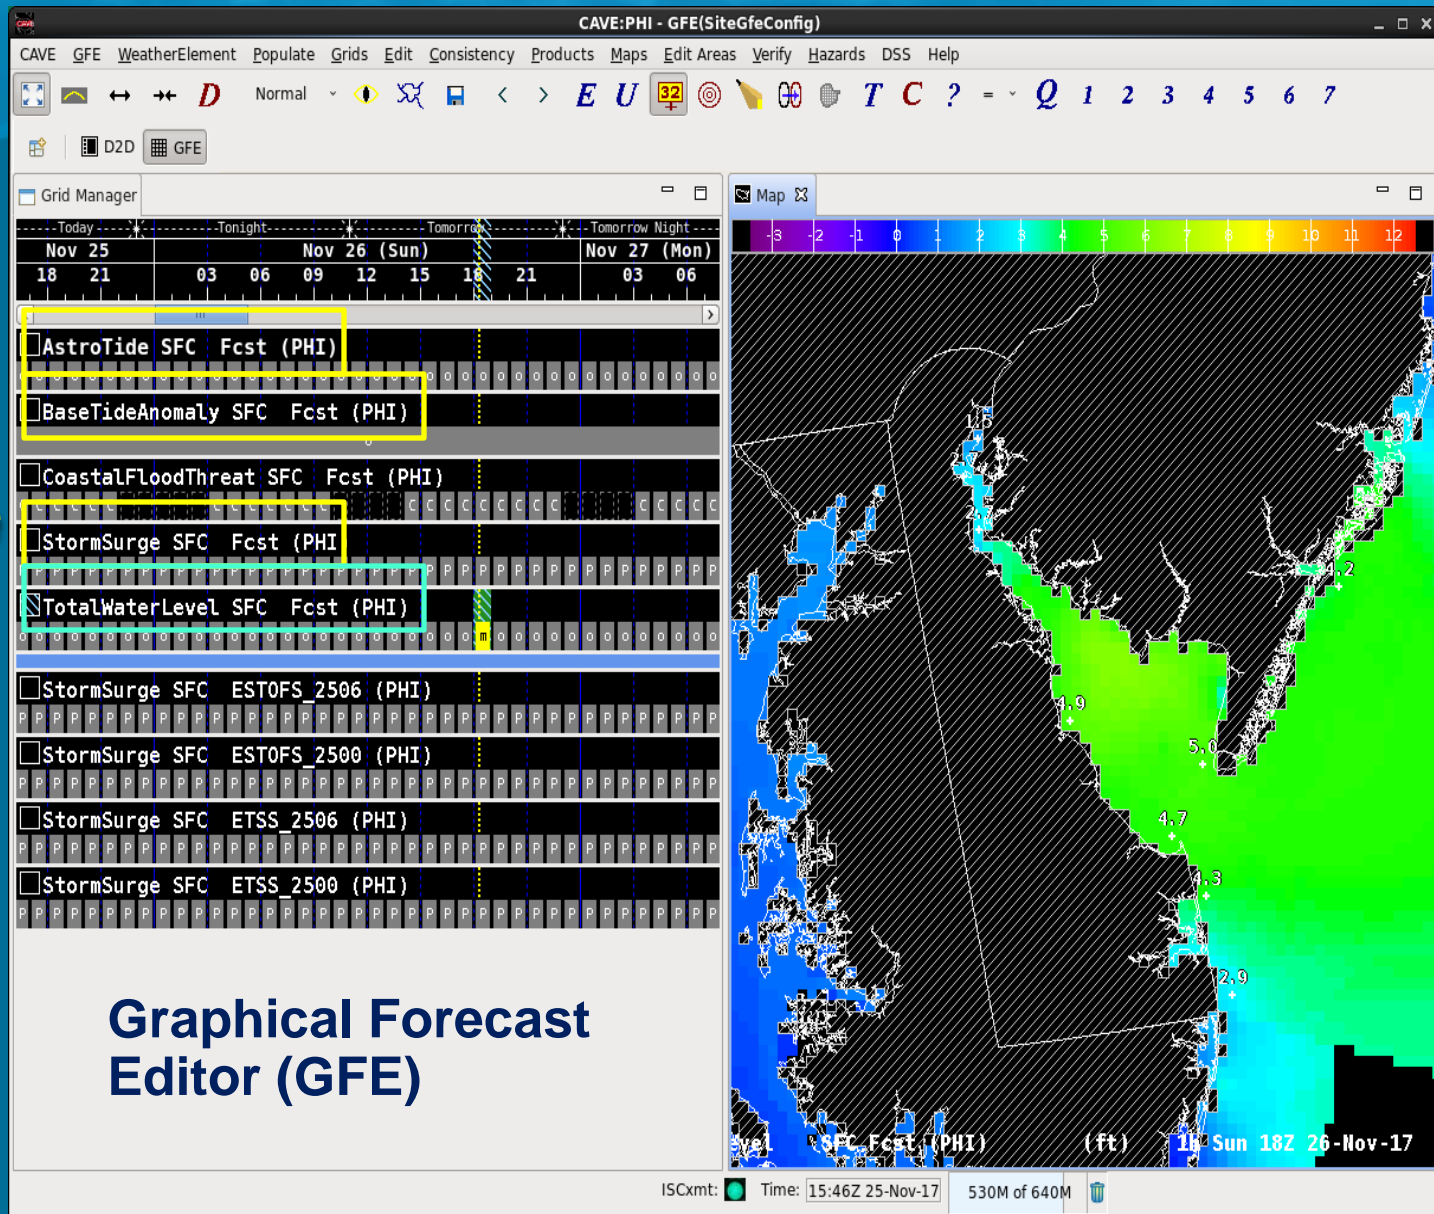 CAVE:PHI - GFE(SiteGfeConfig)
CAVE GFE WeatherElement Populate Grids Edit Consistency Products Maps Edit Areas Verify Hazards DSS Help
D Normal < > E U 32 T C ? = Q 1 2 3 4 5 6 7
D2D GFE
Grid Manager
Map
Today Tonight Tomorrow Tomorrow Night
Nov 25 Nov 26 (Sun) Nov 27 (Mon)
18 21 03 06 09 12 15 18 21 03 06
AstroTide SFC Fcst (PHI)
BaseTideAnomaly SFC Fcst (PHI)
CoastalFloodThreat SFC Fcst (PHI)
StormSurge SFC Fcst (PHI
TotalWaterLevel SFC Fcst (PHI)
m
StormSurge SFC ESTOFS_2506 (PHI)
StormSurge SFC ESTOFS_2500 (PHI)
StormSurge SFC ETSS_2506 (PHI)
StormSurge SFC ETSS_2500 (PHI)
Graphical Forecast
Editor (GFE)
-3 -2 -1 0 1 2 3 4 5 6 7 8 9 10 11 12
1.5
4.2
4.9
5.0
4.7
4.3
2.9
SFC Fcst (PHI) (ft) 1h Sun 18Z 26-Nov-17
ISCxmt: Time: 15:46Z 25-Nov-17 530M of 640M